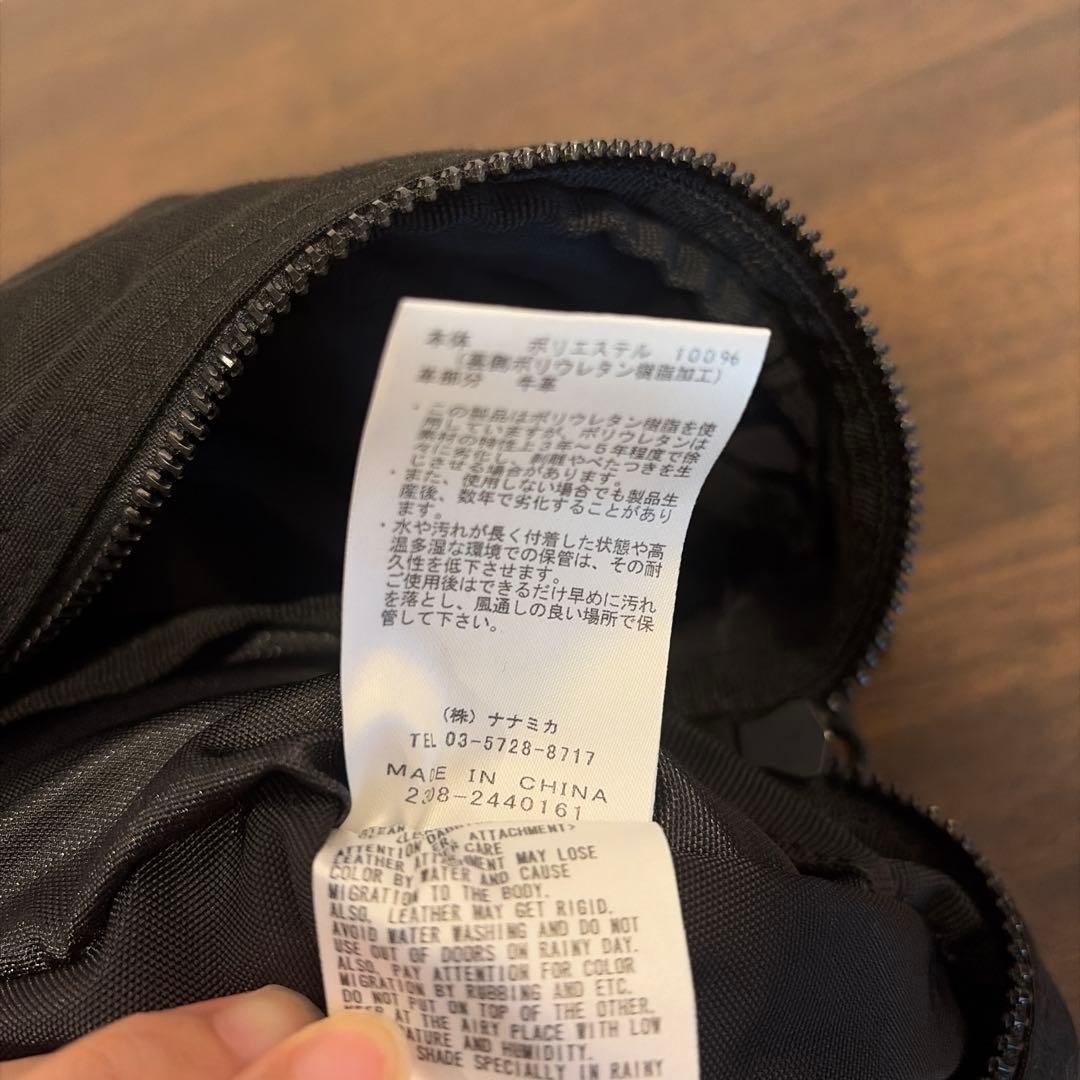 本体 ポリエステル 100%
(裏側ポリウレタン樹脂加工)
革部分 牛革
・この製品はポリウレタン樹脂を使
用していますが、ポリウレタンは
素材の特性上3年～5年程度で徐
々に劣化し、剥離やべたつきを生
じさせる場合があります。
・また、使用しない場合でも製品生
産後、数年で劣化することがあり
ます。
・水や汚れが長く付着した状態や高
温多湿な環境での保管は、その耐
久性を低下させます。
ご使用後はできるだけ早めに汚れ
を落とし、風通しの良い場所で保
管して下さい。
(株) ナナミカ
TEL 03-5728-8717
MADE IN CHINA
2308-2440161
ATTACHMENT>
ATTENTION FOR CARE
LEATHER ATTACHMENT MAY LOSE
COLOR BY WATER AND CAUSE
MIGRATION TO THE BODY.
ALSO, LEATHER MAY GET RIGID.
AVOID WATER WASHING AND DO NOT
USE OUT OF DOORS ON RAINY DAY.
ALSO, PAY ATTENTION FOR COLOR
MIGRATION BY RUBBING AND ETC.
DO NOT PUT ON TOP OF THE OTHER.
KEEP AT THE AIRY PLACE WITH LOW
ATURE AND HUMIDITY.
SHADE SPECIALLY IN RAINY